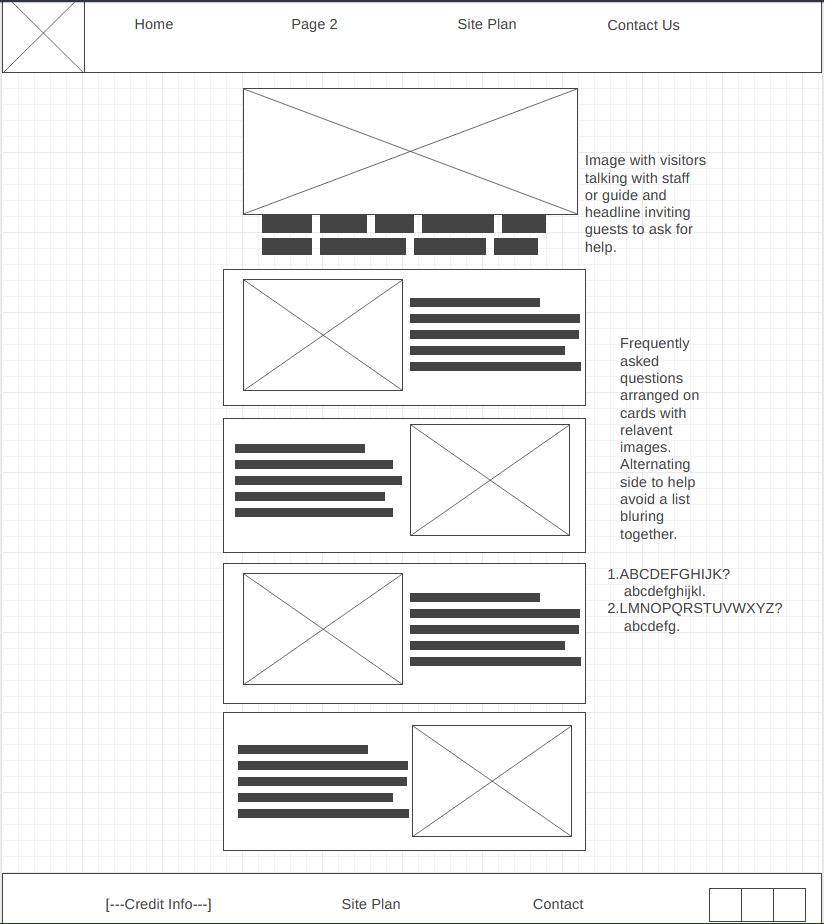 Home
Page 2
Site Plan
Contact Us
Image with visitors
talking with staff
or guide and
headline inviting
guests to ask for
help.
Frequently
asked
questions
arranged on
cards with
relavent
images.
Alternating
side to help
avoid a list
bluring
together.
1.ABCDEFGHIJK?
abcdefghijkl.
2.LMNOPQRSTUVWXYZ?
abcdefg.
[---Credit Info---]
Site Plan
Contact